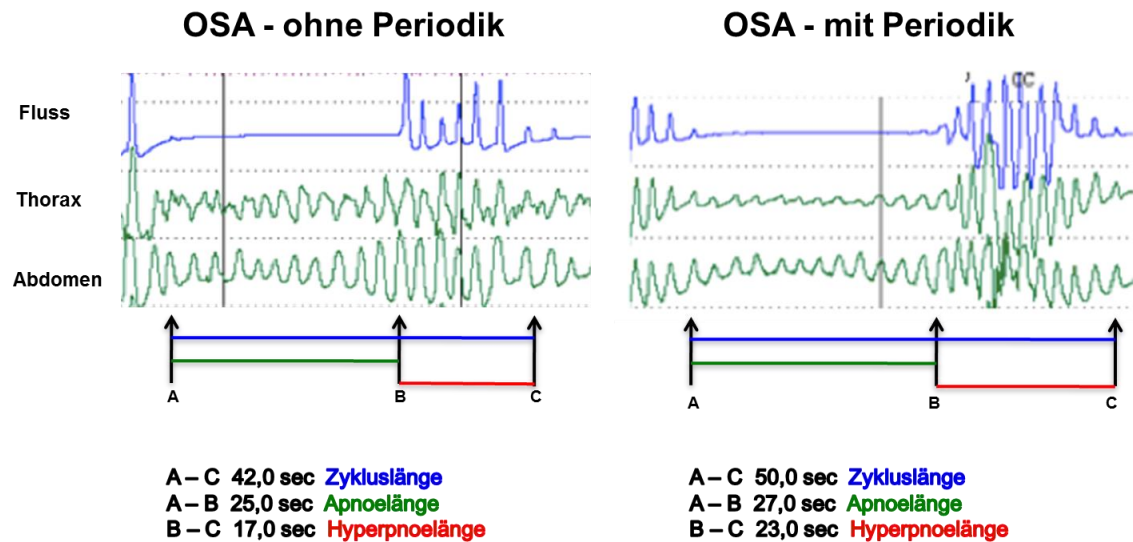 OSA - ohne Periodik
OSA - mit Periodik
Fluss
Thorax
Abdomen
A
B
C
A
B
C
A – C 42,0 sec Zykluslänge
A – B 25,0 sec Apnoelänge
B – C 17,0 sec Hyperpnoelänge
A – C 50,0 sec Zykluslänge
A – B 27,0 sec Apnoelänge
B – C 23,0 sec Hyperpnoelänge